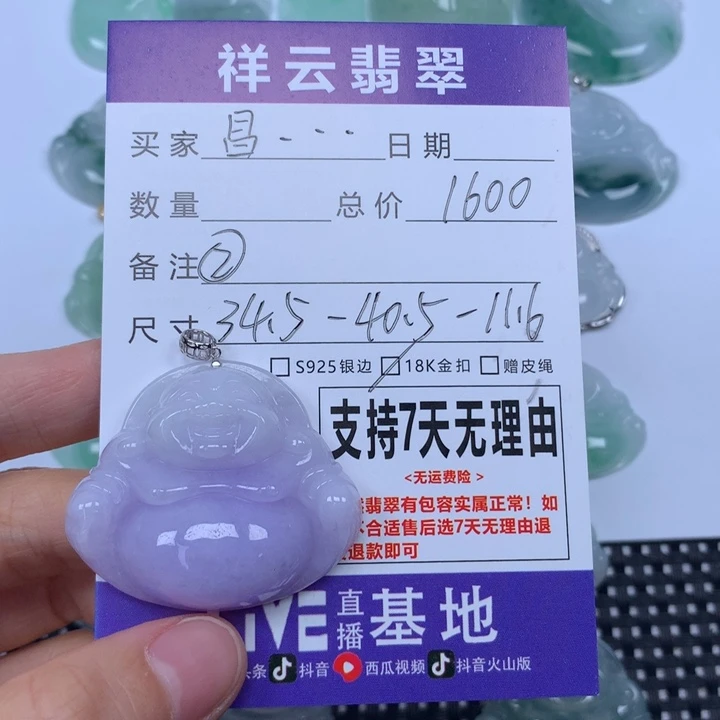 祥云翡翠
买家 昌... 日期
数量 总价 1600
备注 ②
尺寸 34.5-40.5-11.6
S925银边 18K金扣 赠皮绳
支持7天无理由
<无运费险>
翡翠有包容实属正常！如
合适售后选7天无理由退
退款即可
LIVE 直播 基地
头条 抖音 西瓜视频 抖音火山版